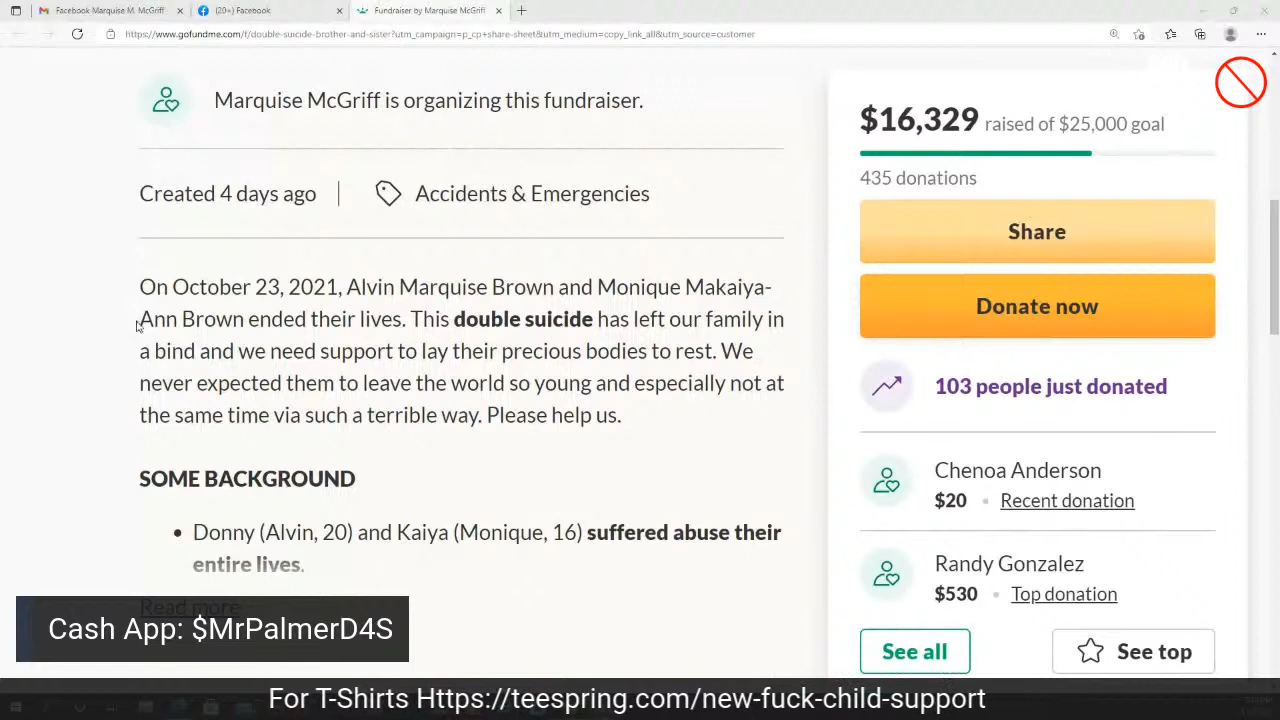 Facebook Marquise M. McGriff
(20+) Facebook
Fundraiser by Marquise McGriff
https://www.gofundme.com/f/double-suicide-brother-and-sister?utm_campaign=p_cp+share-sheet&utm_medium=copy_link_all&utm_source=customer
Marquise McGriff is organizing this fundraiser.
Created 4 days ago
Accidents & Emergencies
On October 23, 2021, Alvin Marquise Brown and Monique Makaiya-
Ann Brown ended their lives. This double suicide has left our family in
a bind and we need support to lay their precious bodies to rest. We
never expected them to leave the world so young and especially not at
the same time via such a terrible way. Please help us.
SOME BACKGROUND
• Donny (Alvin, 20) and Kaiya (Monique, 16) suffered abuse their
entire lives.
Read more
$16,329 raised of $25,000 goal
435 donations
Share
Donate now
103 people just donated
Chenoa Anderson
$20 • Recent donation
Randy Gonzalez
$530 • Top donation
See all
See top
Cash App: $MrPalmerD4S
For T-Shirts Https://teespring.com/new-fuck-child-support